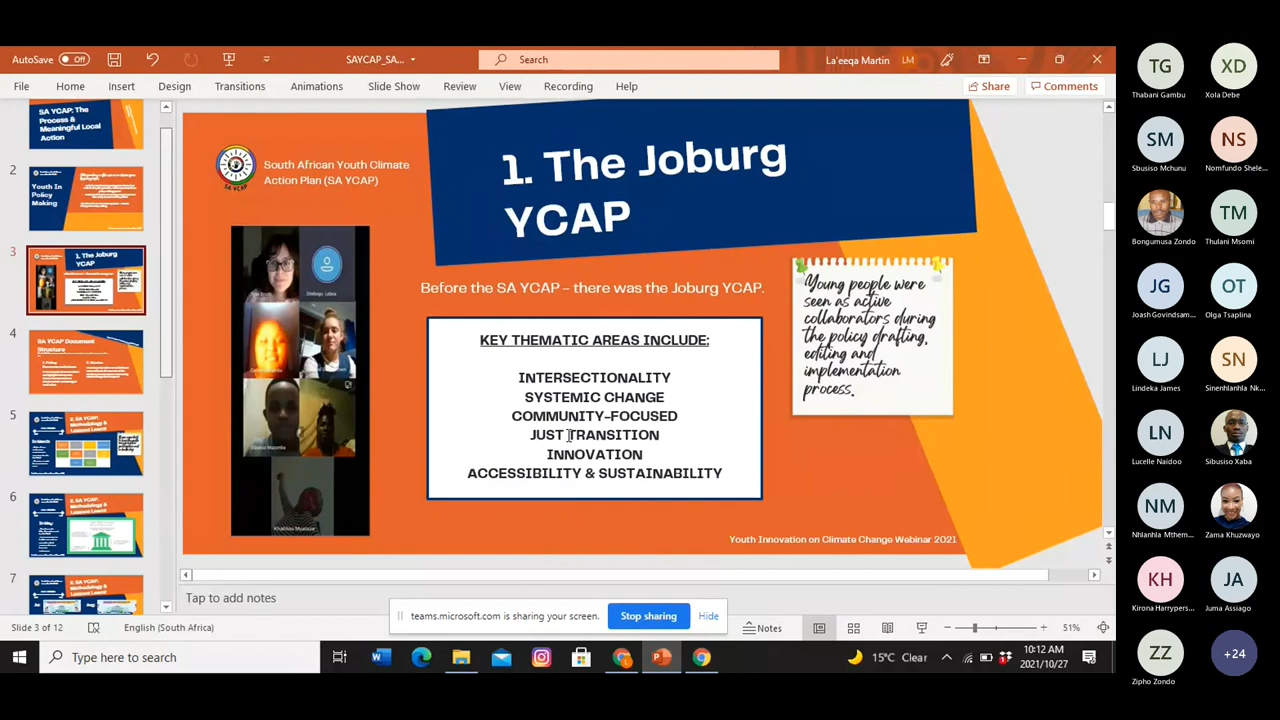 AutoSave Off
SAYCAP_SA...
Search
La'eeqa Martin LM
File Home Insert Design Transitions Animations Slide Show Review View Recording Help
Share Comments
SA YCAP: The
Process &
Meaningful Local
Action
2
Youth In
Policy
Making
3
1. The Joburg
YCAP
4
SA YCAP Document
Structure
5
2. SA YCAP:
Methodology &
6
2. SA YCAP:
Methodology &
7
2. SA YCAP:
Methodology &
South African Youth Climate
Action Plan (SA YCAP)
SA YCAP
1. The Joburg
YCAP
Before the SA YCAP – there was the Joburg YCAP.
KEY THEMATIC AREAS INCLUDE:
INTERSECTIONALITY
SYSTEMIC CHANGE
COMMUNITY-FOCUSED
JUST TRANSITION
INNOVATION
ACCESSIBILITY & SUSTAINABILITY
Young people were
seen as active
collaborators during
the policy drafting,
editing and
implementation
process.
Youth Innovation on Climate Change Webinar 2021
Tap to add notes
teams.microsoft.com is sharing your screen. Stop sharing Hide
Slide 3 of 12 English (South Africa) Notes 51%
Type here to search
15°C Clear
10:12 AM
2021/10/27
TG XD
Thabani Gambu Xola Debe
SM NS
Sbusiso Mchunu Nomfundo Shele...
TM
Bongumusa Zondo Thulani Msomi
JG OT
Joash Govindsam... Olga Tsaplina
LJ SN
Lindeka James Sinenhlanhla Nk...
LN
Lucelle Naidoo Sibusiso Xaba
NM
Nhlanhla Mthem... Zama Khuzwayo
KH JA
Kirona Harrypers... Juma Assiago
ZZ +24
Zipho Zondo